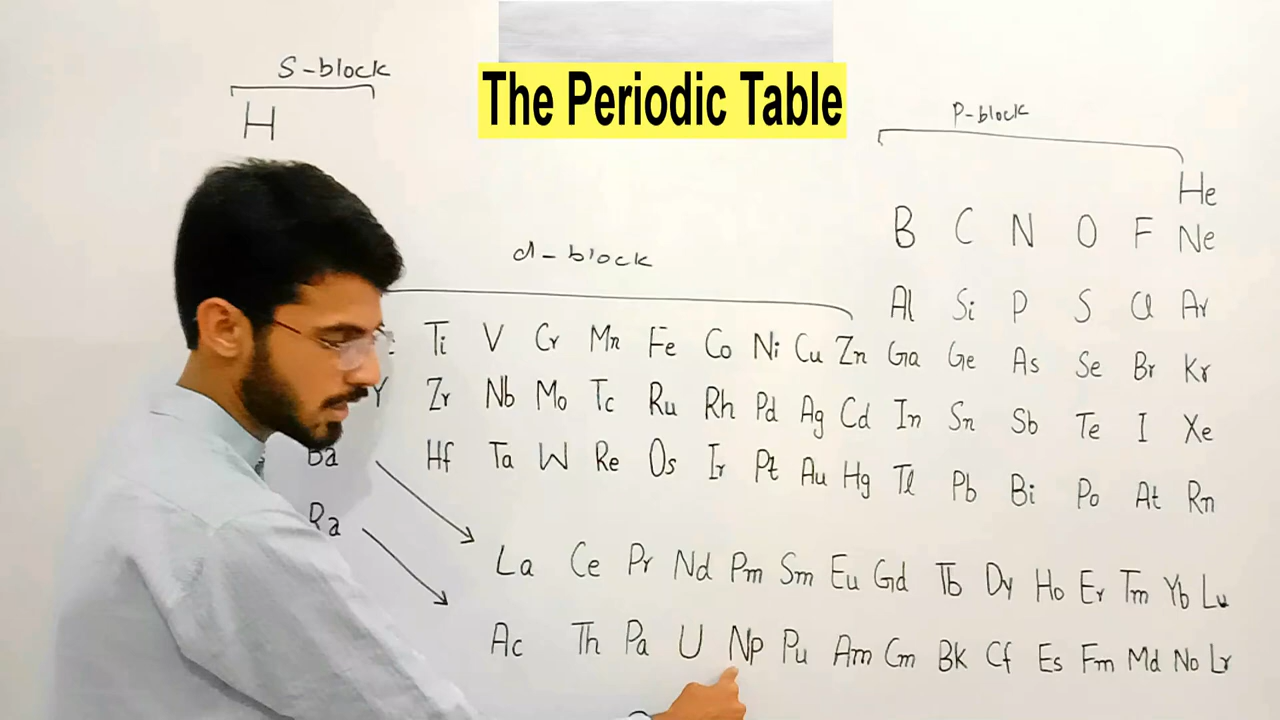 The Periodic Table
S-block
H
P-block
He
B C N O F Ne
d-block
Al Si P S Cl Ar
Ti V Cr Mn Fe Co Ni Cu Zn Ga Ge As Se Br Kr
Y Zr Nb Mo Tc Ru Rh Pd Ag Cd In Sn Sb Te I Xe
Ba Hf Ta W Re Os Ir Pt Au Hg Tl Pb Bi Po At Rn
Ra
La Ce Pr Nd Pm Sm Eu Gd Tb Dy Ho Er Tm Yb Lu
Ac Th Pa U Np Pu Am Cm Bk Cf Es Fm Md No Lr